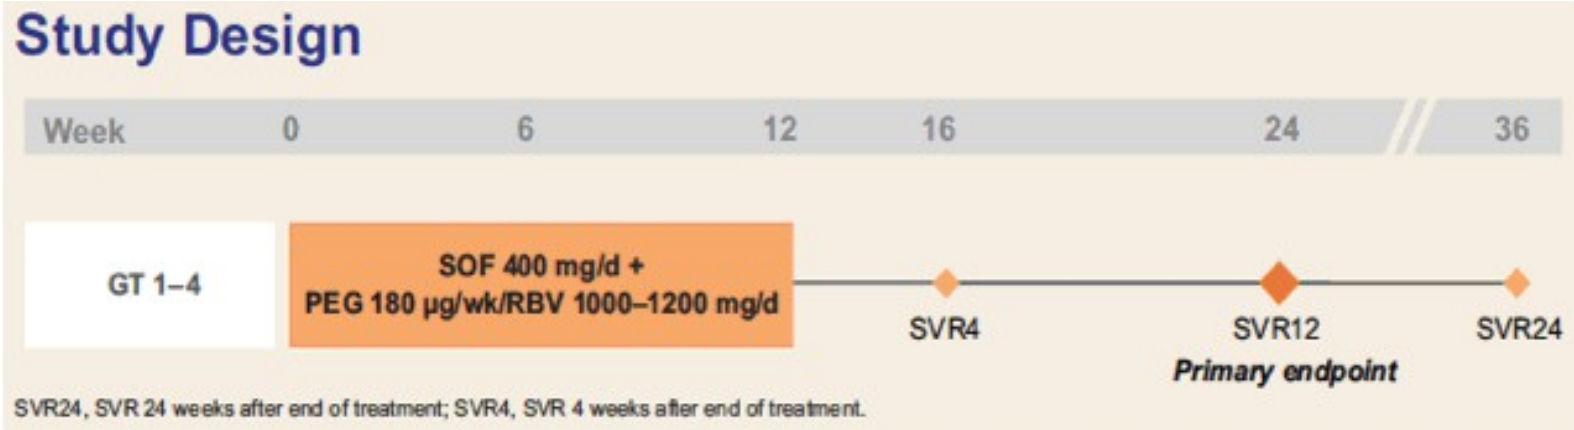 Study Design
Week 0 6 12 16 24 36
GT 1–4
SOF 400 mg/d +
PEG 180 µg/wk/RBV 1000–1200 mg/d
SVR4 SVR12 SVR24
Primary endpoint
SVR24, SVR 24 weeks after end of treatment; SVR4, SVR 4 weeks after end of treatment.